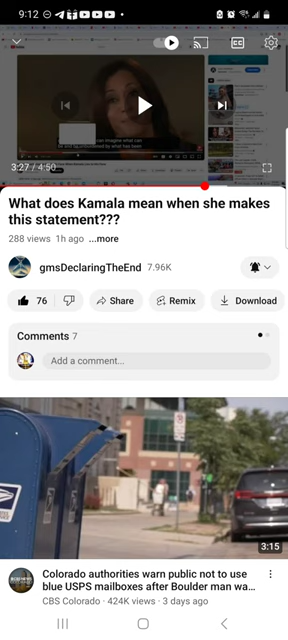 9:12
3:27 / 4:50
What does Kamala mean when she makes
this statement???
288 views 1h ago ...more
gmsDeclaringTheEnd 7.96K
76
Share
Remix
Download
Comments 7
Add a comment...
3:15
Colorado authorities warn public not to use
blue USPS mailboxes after Boulder man wa...
CBS Colorado · 424K views · 3 days ago